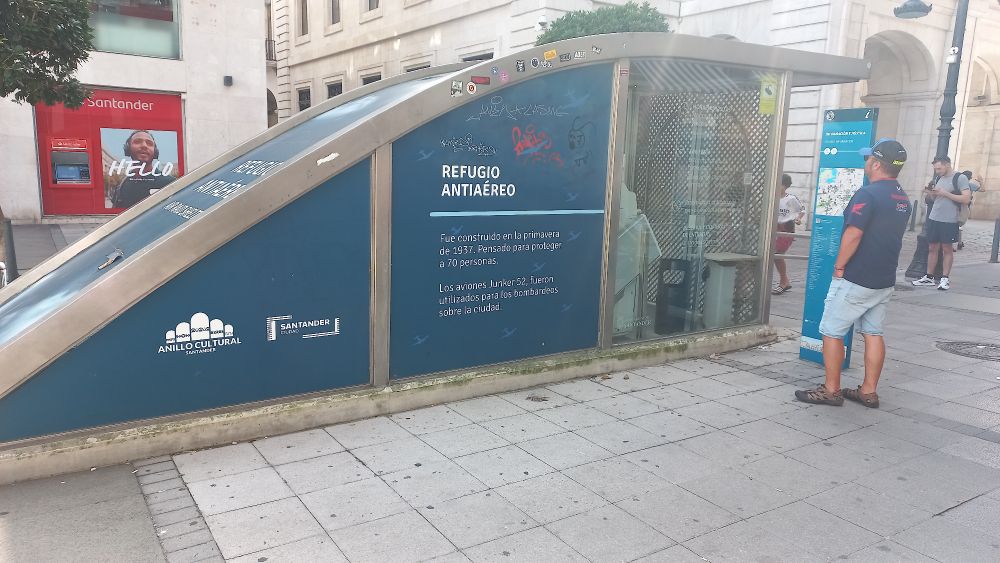 Santander
HELLO
REFUGIO
ANTIAÉREO
REFUGIO
ANTIAÉREO
Fue construido en la primavera
de 1937. Pensado para proteger
a 70 personas.
Los aviones Junker 52, fueron
utilizados para los bombardeos
sobre la ciudad.
ANILLO CULTURAL
SANTANDER
SANTANDER
CIUDAD